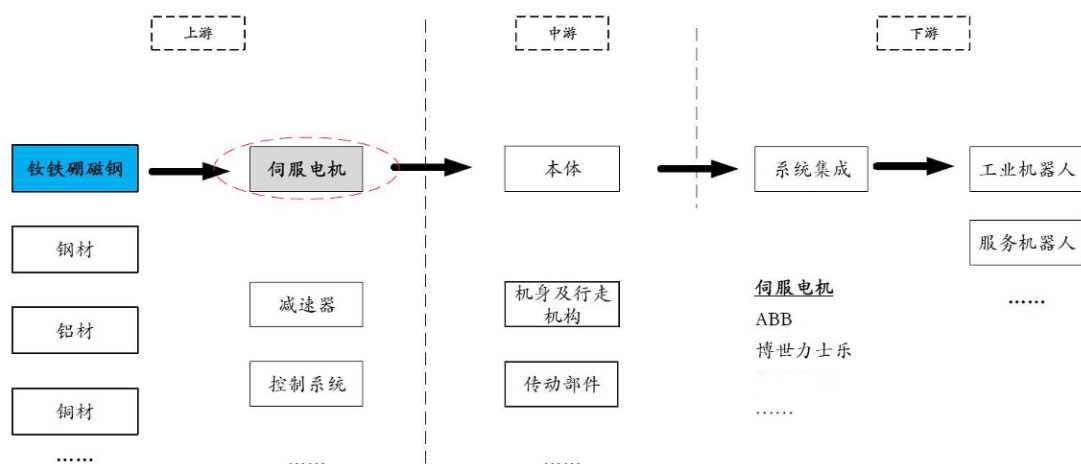 上游
中游
下游
钕铁硼磁钢
伺服电机
本体
系统集成
工业机器人
钢材
服务机器人
减速器
机身及行走
机构
伺服电机
ABB
博世力士乐
……
……
铝材
控制系统
传动部件
铜材
……
……
……